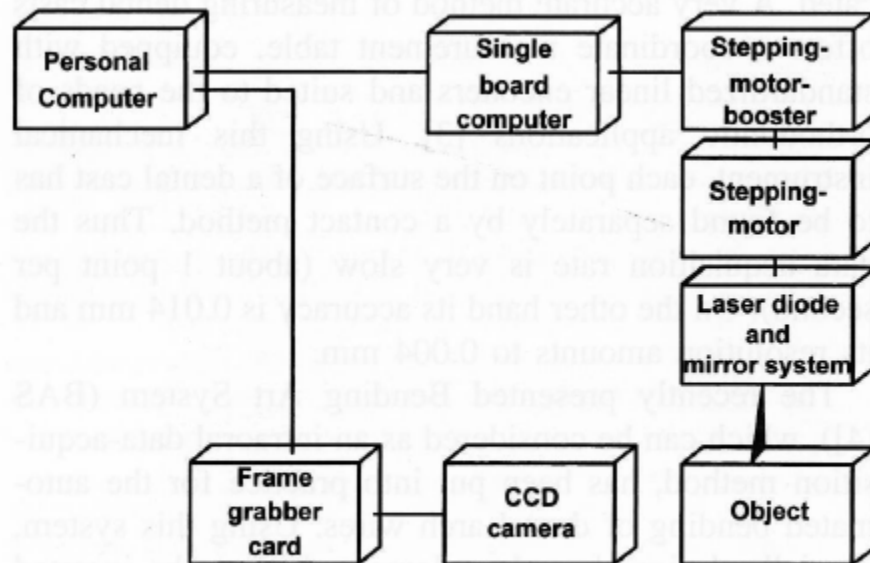 Personal
Computer
Single
board
computer
Stepping-
motor-
booster
Stepping-
motor
Laser diode
and
mirror system
Frame
grabber
card
CCD
camera
Object